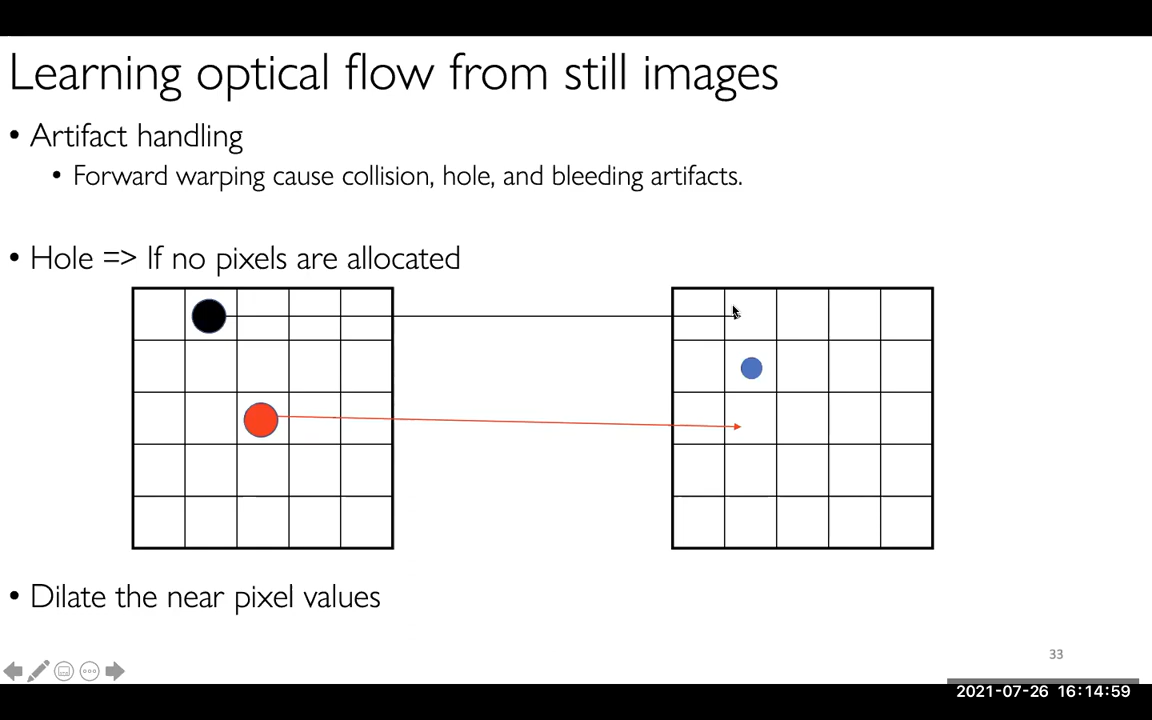 Learning optical flow from still images
• Artifact handling
• Forward warping cause collision, hole, and bleeding artifacts.
• Hole => If no pixels are allocated
• Dilate the near pixel values
33
2021-07-26 16:14:59